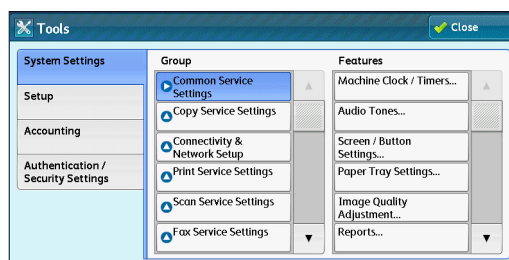 Tools
Close
System Settings
Setup
Accounting
Authentication /
Security Settings
Group
Common Service
Settings
Copy Service Settings
Connectivity &
Network Setup
Print Service Settings
Scan Service Settings
Fax Service Settings
Features
Machine Clock / Timers...
Audio Tones...
Screen / Button
Settings...
Paper Tray Settings...
Image Quality
Adjustment...
Reports...